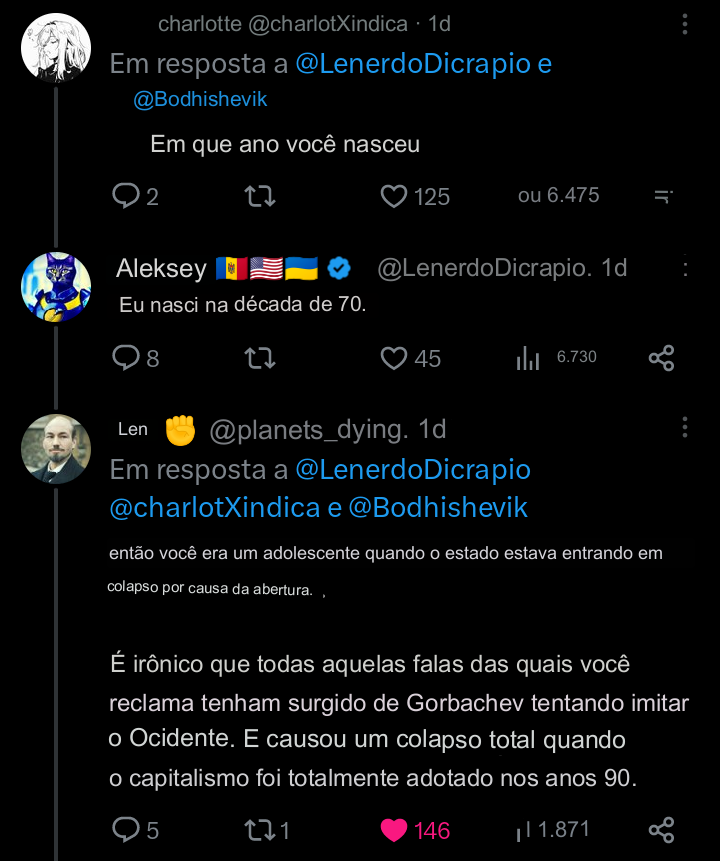 charlotte @charlotXindica · 1d
Em resposta a @LenerdoDicrapio e
@Bodhishevik
Em que ano você nasceu
2 125 ou 6.475
Aleksey @LenerdoDicrapio. 1d
Eu nasci na década de 70.
8 45 6.730
Len @planets_dying. 1d
Em resposta a @LenerdoDicrapio
@charlotXindica e @Bodhishevik
então você era um adolescente quando o estado estava entrando em
colapso por causa da abertura. ,
É irônico que todas aquelas falas das quais você
reclama tenham surgido de Gorbachev tentando imitar
o Ocidente. E causou um colapso total quando
o capitalismo foi totalmente adotado nos anos 90.
5 1 146 1.871